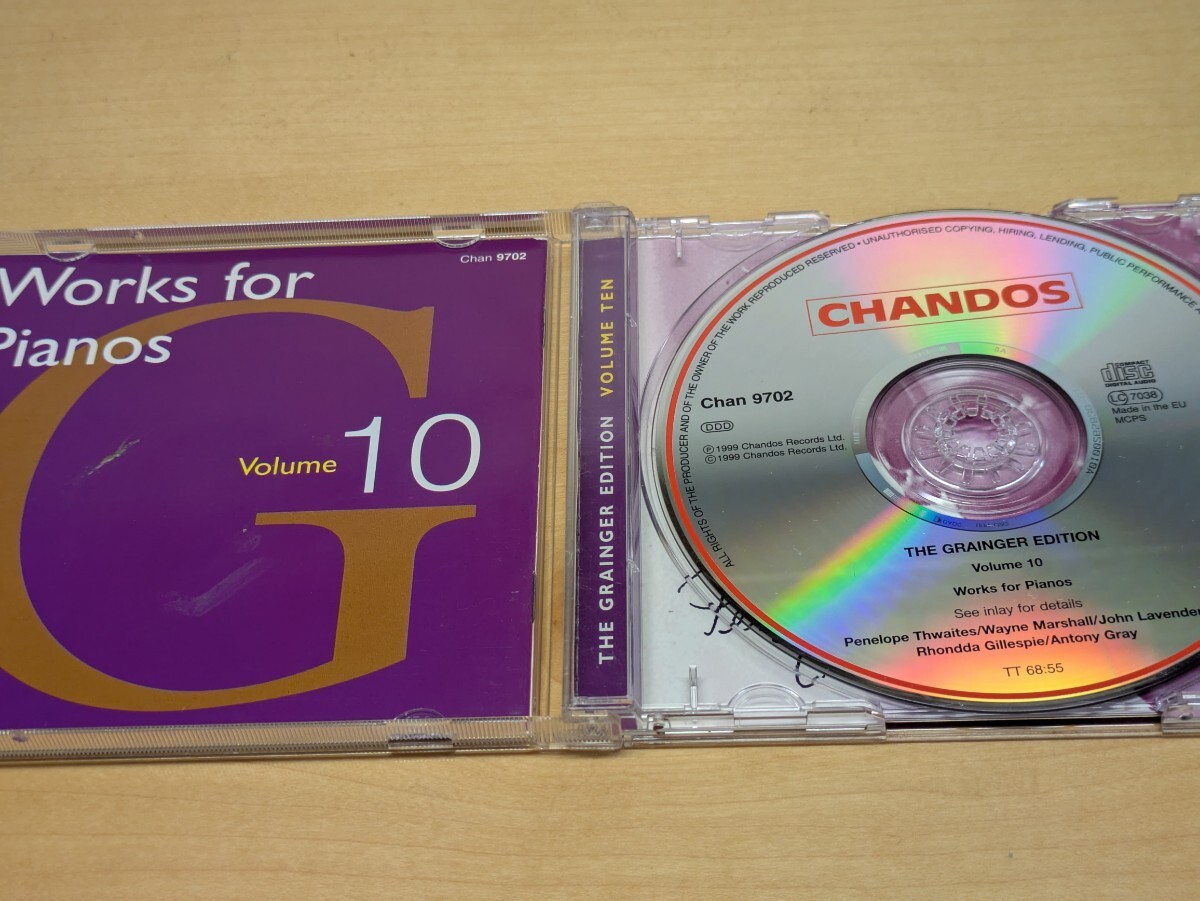 Works for
Pianos
Chan 9702
Volume 10
THE GRAINGER EDITION VOLUME TEN
ALL RIGHTS OF THE PRODUCER AND OF THE OWNER OF THE WORK REPRODUCED RESERVED • UNAUTHORISED COPYING, HIRING, LENDING, PUBLIC PERFORMANCE
CHANDOS
Chan 9702
DDD
℗ 1999 Chandos Records Ltd.
© 1999 Chandos Records Ltd.
COMPACT
disc
DIGITAL AUDIO
LC 7038
Made in the EU
MCPS
THE GRAINGER EDITION
Volume 10
Works for Pianos
See inlay for details
Penelope Thwaites/Wayne Marshall/John Lavender
Rhondda Gillespie/Antony Gray
TT 68:55